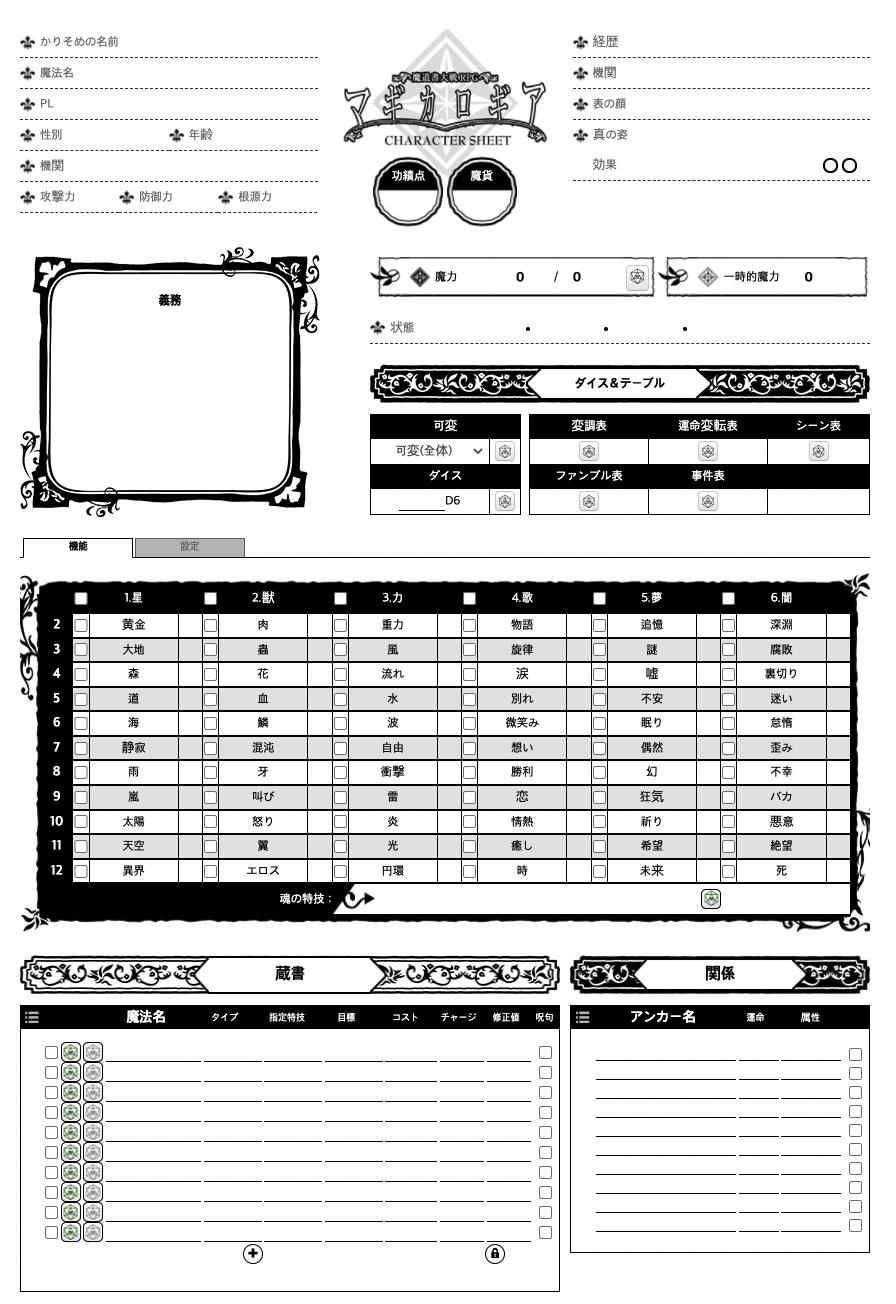 かりそめの名前
魔法名
PL
性別 年齢
機関
攻撃力 防御力 根源力
魔道書大戦RPG
マギカロギア
CHARACTER SHEET
功績点 魔貨
経歴
機関
表の顔
真の姿
効果
義務
魔力 0 / 0 一時的魔力 0
状態 • • •
ダイス&テーブル
可変 変調表 運命変転表 シーン表
可変(全体)
ダイス ファンブル表 事件表
D6
機能 設定
1.星 2.獣 3.力 4.歌 5.夢 6.闇
2 黄金 肉 重力 物語 追憶 深淵
3 大地 蟲 風 旋律 謎 腐敗
4 森 花 流れ 涙 嘘 裏切り
5 道 血 水 別れ 不安 迷い
6 海 鱗 波 微笑み 眠り 怠惰
7 静寂 混沌 自由 想い 偶然 歪み
8 雨 牙 衝撃 勝利 幻 不幸
9 嵐 叫び 雷 恋 狂気 バカ
10 太陽 怒り 炎 情熱 祈り 悪意
11 天空 翼 光 癒し 希望 絶望
12 異界 エロス 円環 時 未来 死
魂の特技：
蔵書 関係
魔法名 タイプ 指定特技 目標 コスト チャージ 修正値 呪句 アンカー名 運命 属性